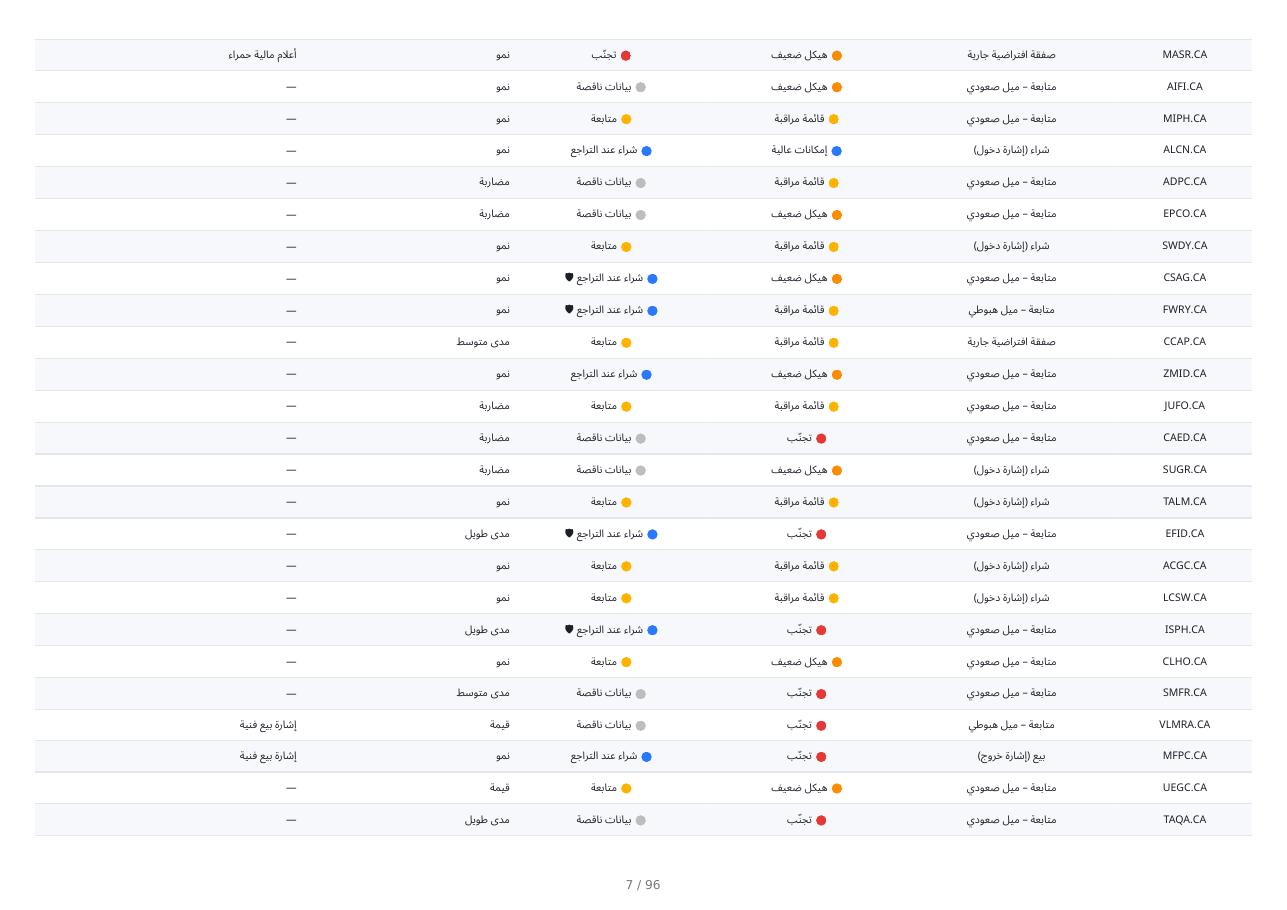 MASR.CA صفقة افتراضية جارية هيكل ضعيف تجنّب نمو أعلام مالية حمراء
AIFI.CA متابعة – ميل صعودي هيكل ضعيف بيانات ناقصة نمو —
MIPH.CA متابعة – ميل صعودي قائمة مراقبة متابعة نمو —
ALCN.CA شراء (إشارة دخول) إمكانات عالية شراء عند التراجع نمو —
ADPC.CA متابعة – ميل صعودي قائمة مراقبة بيانات ناقصة مضاربة —
EPCO.CA متابعة – ميل صعودي هيكل ضعيف بيانات ناقصة مضاربة —
SWDY.CA شراء (إشارة دخول) قائمة مراقبة متابعة نمو —
CSAG.CA متابعة – ميل صعودي هيكل ضعيف شراء عند التراجع نمو —
FWRY.CA متابعة – ميل هبوطي قائمة مراقبة شراء عند التراجع نمو —
CCAP.CA صفقة افتراضية جارية قائمة مراقبة متابعة مدى متوسط —
ZMID.CA متابعة – ميل صعودي هيكل ضعيف شراء عند التراجع نمو —
JUFO.CA متابعة – ميل صعودي قائمة مراقبة متابعة مضاربة —
CAED.CA متابعة – ميل صعودي تجنّب بيانات ناقصة مضاربة —
SUGR.CA شراء (إشارة دخول) هيكل ضعيف بيانات ناقصة مضاربة —
TALM.CA شراء (إشارة دخول) قائمة مراقبة متابعة نمو —
EFID.CA متابعة – ميل صعودي تجنّب شراء عند التراجع مدى طويل —
ACGC.CA شراء (إشارة دخول) قائمة مراقبة متابعة نمو —
LCSW.CA شراء (إشارة دخول) قائمة مراقبة متابعة نمو —
ISPH.CA متابعة – ميل صعودي تجنّب شراء عند التراجع مدى طويل —
CLHO.CA متابعة – ميل صعودي هيكل ضعيف متابعة نمو —
SMFR.CA متابعة – ميل صعودي تجنّب بيانات ناقصة مدى متوسط —
VLMRA.CA متابعة – ميل هبوطي تجنّب بيانات ناقصة قيمة إشارة بيع فنية
MFPC.CA بيع (إشارة خروج) تجنّب شراء عند التراجع نمو إشارة بيع فنية
UEGC.CA متابعة – ميل صعودي هيكل ضعيف متابعة قيمة —
TAQA.CA متابعة – ميل صعودي تجنّب بيانات ناقصة مدى طويل —
7 / 96